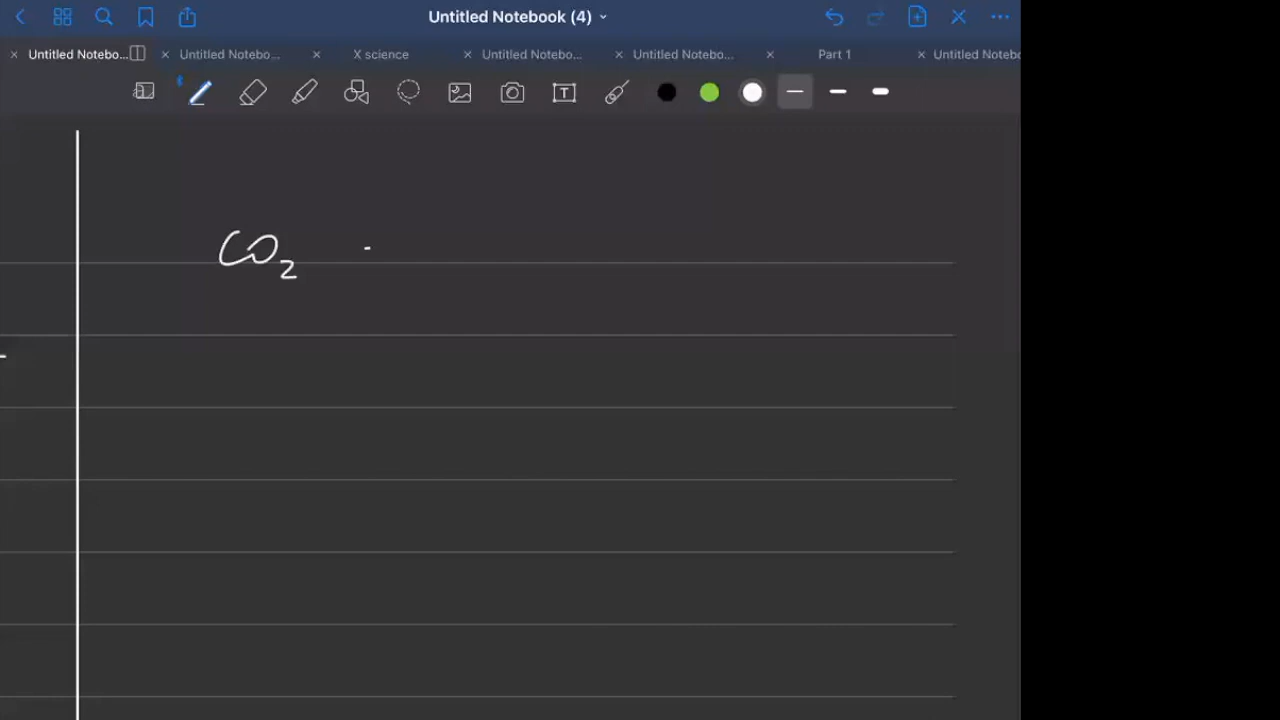 Untitled Notebook (4)
Untitled Notebo... Untitled Notebo... X science Untitled Notebo... Untitled Notebo... Part 1 Untitled Notebo
T
CO₂ -